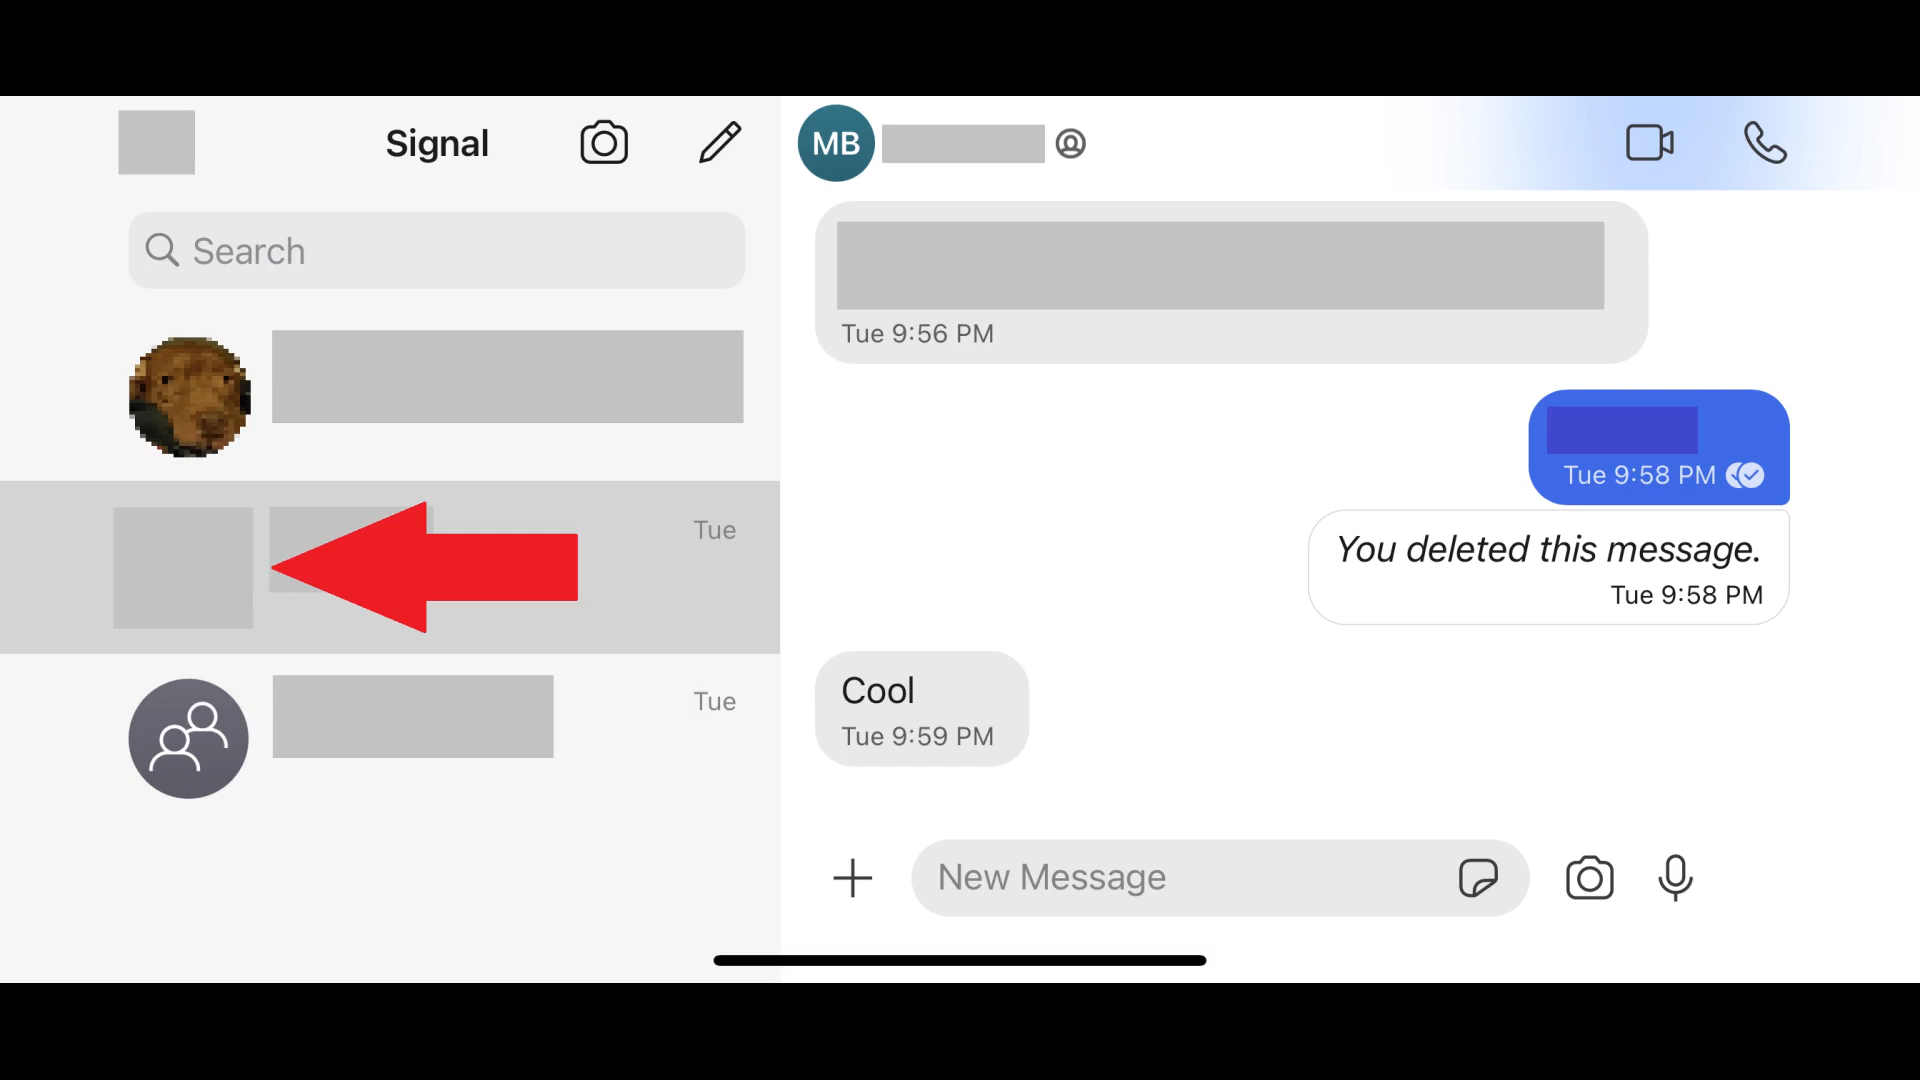 Signal
Search
Tue
Tue
MB
Tue 9:56 PM
Tue 9:58 PM
You deleted this message.
Tue 9:58 PM
Cool
Tue 9:59 PM
New Message